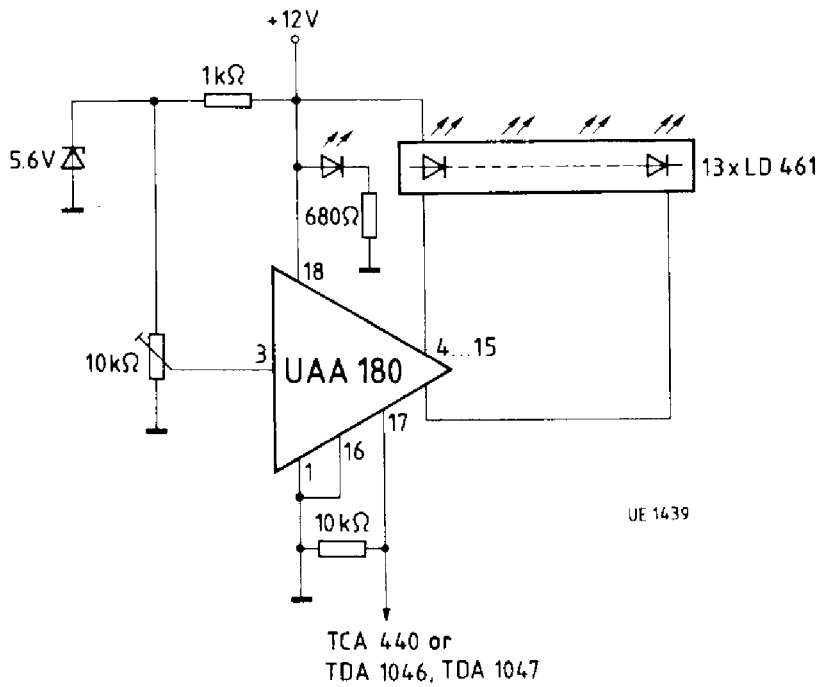 +12V
1kΩ
5.6V
13x LD 461
680Ω
18
3
10kΩ
UAA 180
4...15
17
16
1
10kΩ
UE 1439
TCA 440 or
TDA 1046, TDA 1047